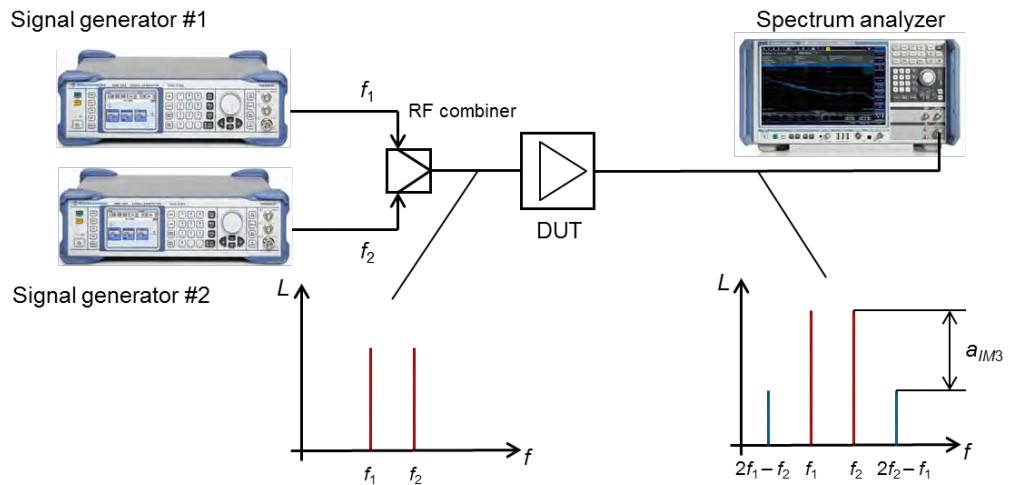 Signal generator #1
Spectrum analyzer
f1
RF combiner
f2
DUT
Signal generator #2
L
f1
f2
f
L
aIM3
2f1 – f2
f1
f2
2f2 – f1
f